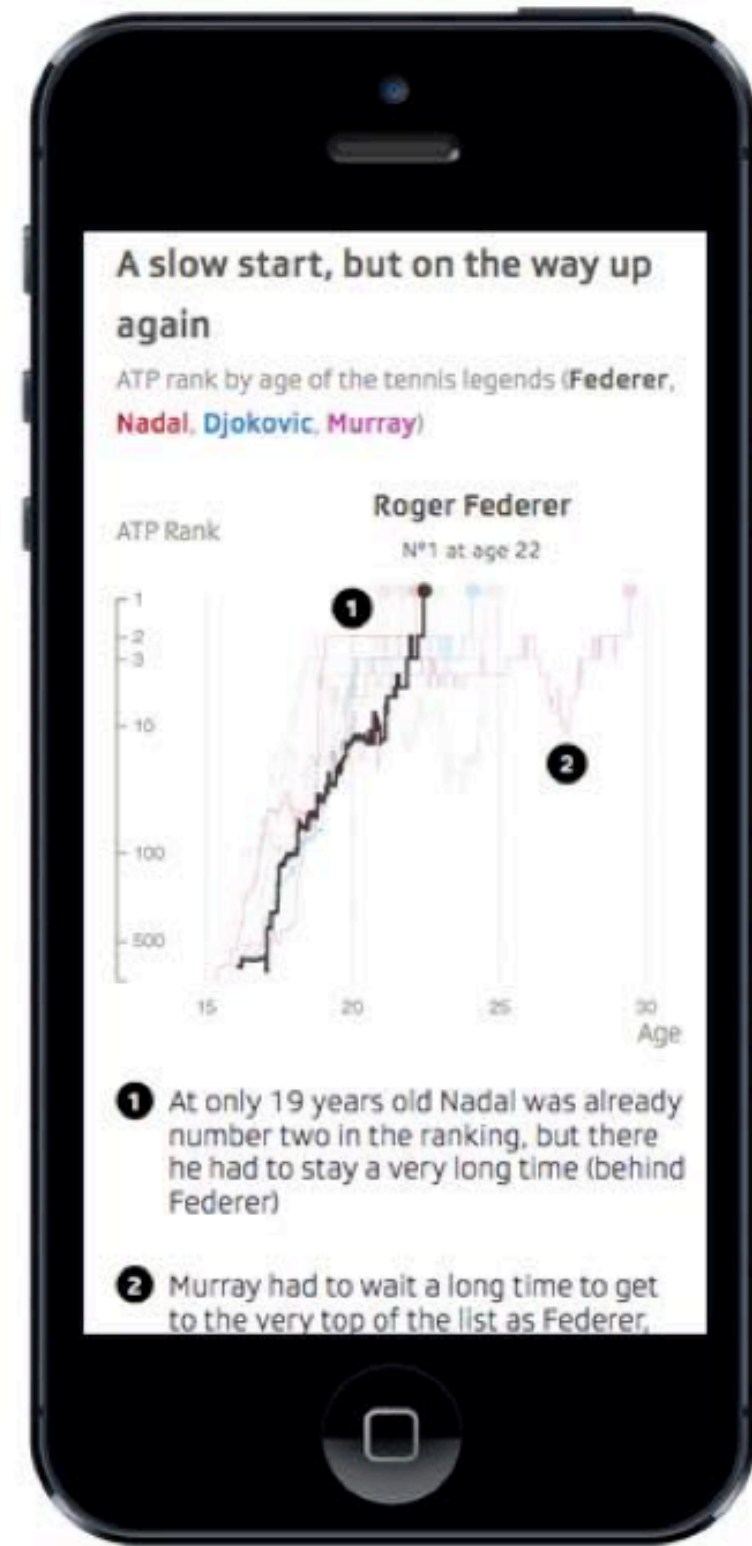 A slow start, but on the way up
again
ATP rank by age of the tennis legends (Federer,
Nadal, Djokovic, Murray)
Roger Federer
ATP Rank
N°1 at age 22
1
1
2
3
10
2
100
500
15 20 25 30
Age
1 At only 19 years old Nadal was already
number two in the ranking, but there
he had to stay a very long time (behind
Federer)
2 Murray had to wait a long time to get
to the very top of the list as Federer,